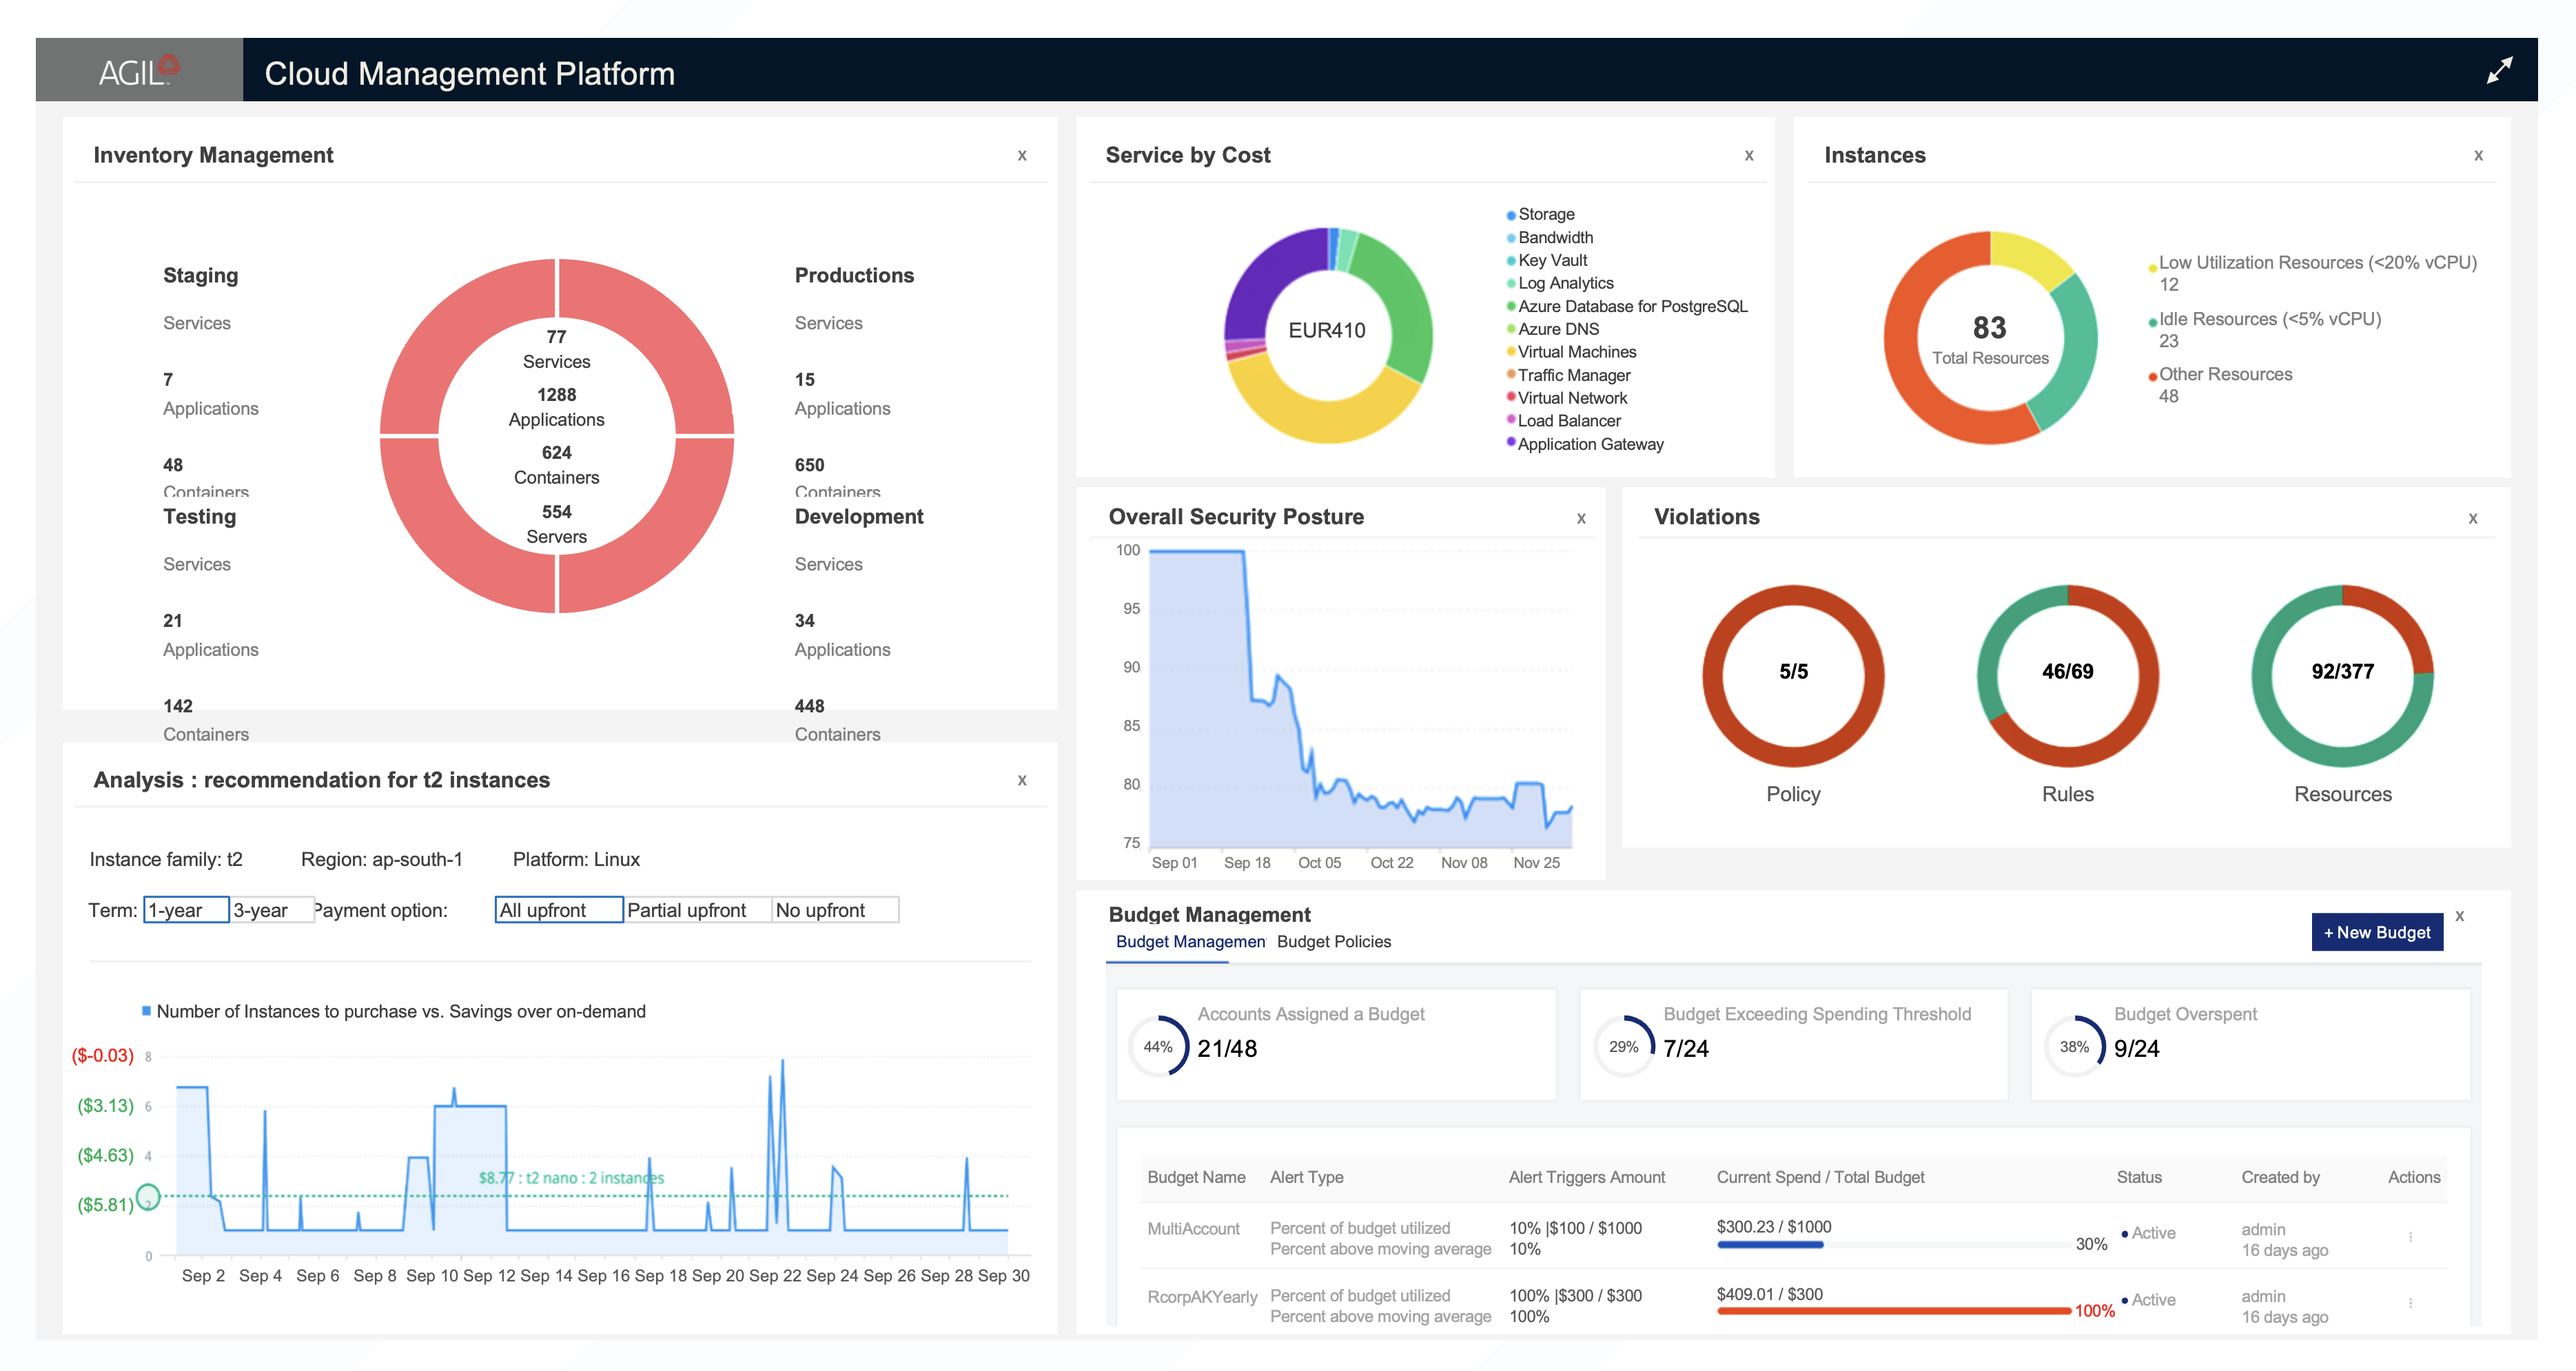 AGIL
Cloud Management Platform
Inventory Management
x
Staging
Services
7
Applications
48
Containers
Testing
Services
21
Applications
142
Containers
77
Services
1288
Applications
624
Containers
554
Servers
Productions
Services
15
Applications
650
Containers
Development
Services
34
Applications
448
Containers
Service by Cost
x
EUR410
Storage
Bandwidth
Key Vault
Log Analytics
Azure Database for PostgreSQL
Azure DNS
Virtual Machines
Traffic Manager
Virtual Network
Load Balancer
Application Gateway
Instances
x
83
Total Resources
Low Utilization Resources (<20% vCPU)
12
Idle Resources (<5% vCPU)
23
Other Resources
48
Overall Security Posture
x
100
95
90
85
80
75
Sep 01 Sep 18 Oct 05 Oct 22 Nov 08 Nov 25
Violations
x
5/5
Policy
46/69
Rules
92/377
Resources
Analysis : recommendation for t2 instances
x
Instance family: t2 Region: ap-south-1 Platform: Linux
Term: 1-year 3-year Payment option: All upfront Partial upfront No upfront
Number of Instances to purchase vs. Savings over on-demand
($-0.03) 8
($3.13) 6
($4.63) 4
$8.77 : t2 nano : 2 instances
($5.81) 2
0
Sep 2 Sep 4 Sep 6 Sep 8 Sep 10 Sep 12 Sep 14 Sep 16 Sep 18 Sep 20 Sep 22 Sep 24 Sep 26 Sep 28 Sep 30
Budget Management
x
Budget Managemen Budget Policies
+ New Budget
Accounts Assigned a Budget
44% 21/48
Budget Exceeding Spending Threshold
29% 7/24
Budget Overspent
38% 9/24
Budget Name Alert Type Alert Triggers Amount Current Spend / Total Budget Status Created by Actions
MultiAccount Percent of budget utilized 10% |$100 / $1000 $300.23 / $1000 Active admin
Percent above moving average 10% 30% 16 days ago
RcorpAKYearly Percent of budget utilized 100% |$300 / $300 $409.01 / $300 Active admin
Percent above moving average 100% 100% 16 days ago